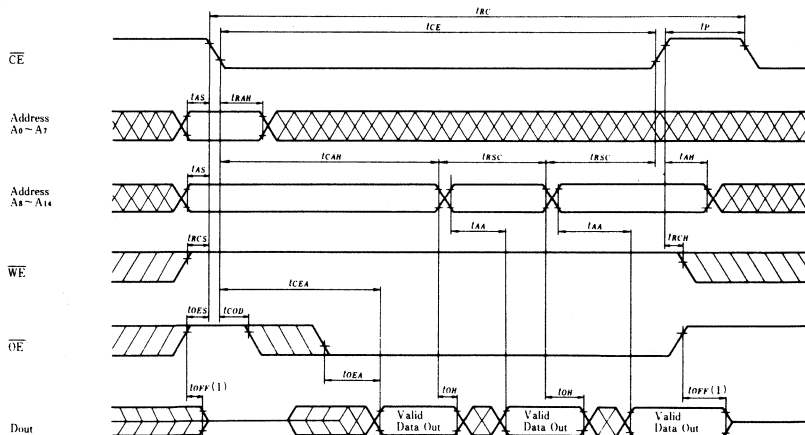 tRC
tCE
tP
CE
tAS
tRAH
Address
A0~A7
tCAH
tRSC
tRSC
tAH
tAS
Address
A8~A14
tRCS
tAA
tAA
tRCH
WE
tCEA
tOES
tCOD
OE
tOEA
tOFF(1)
tOH
tOH
tOFF(1)
Dout
Valid
Data Out
Valid
Data Out
Valid
Data Out